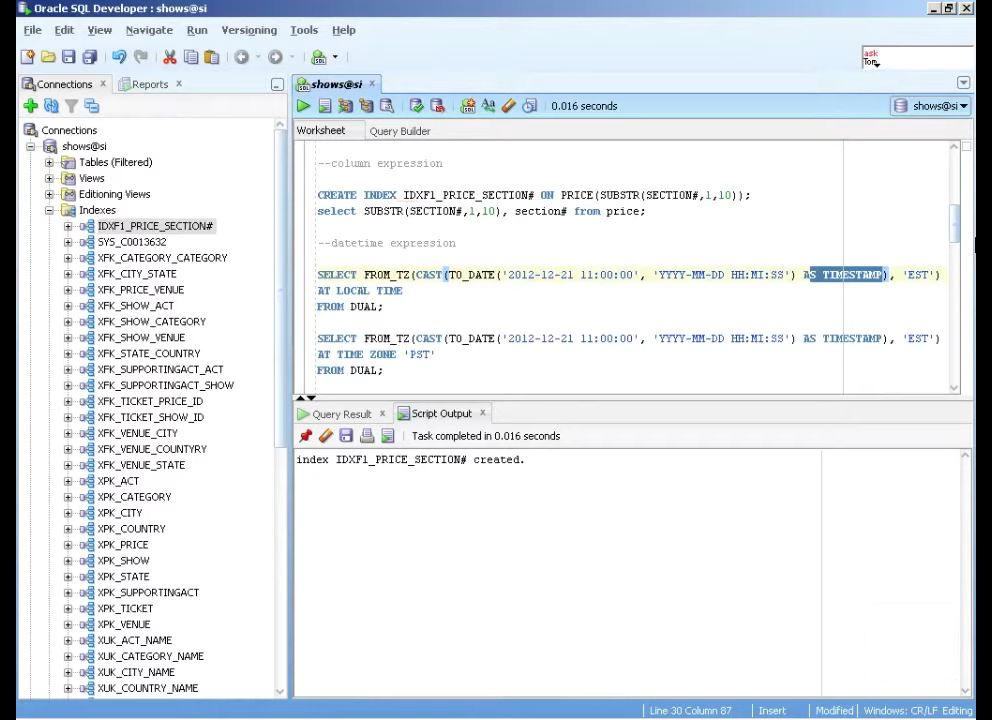 Oracle SQL Developer : shows@si
File Edit View Navigate Run Versioning Tools Help
ask
Tom
Connections Reports shows@si
0.016 seconds shows@si
Worksheet Query Builder
Connections
shows@si
Tables (Filtered)
Views
Editioning Views
Indexes
IDXF1_PRICE_SECTION#
SYS_C0013632
XFK_CATEGORY_CATEGORY
XFK_CITY_STATE
XFK_PRICE_VENUE
XFK_SHOW_ACT
XFK_SHOW_CATEGORY
XFK_SHOW_VENUE
XFK_STATE_COUNTRY
XFK_SUPPORTINGACT_ACT
XFK_SUPPORTINGACT_SHOW
XFK_TICKET_PRICE_ID
XFK_TICKET_SHOW_ID
XFK_VENUE_CITY
XFK_VENUE_COUNTYRY
XFK_VENUE_STATE
XPK_ACT
XPK_CATEGORY
XPK_CITY
XPK_COUNTRY
XPK_PRICE
XPK_SHOW
XPK_STATE
XPK_SUPPORTINGACT
XPK_TICKET
XPK_VENUE
XUK_ACT_NAME
XUK_CATEGORY_NAME
XUK_CITY_NAME
XUK_COUNTRY_NAME
--column expression
CREATE INDEX IDXF1_PRICE_SECTION# ON PRICE(SUBSTR(SECTION#,1,10));
select SUBSTR(SECTION#,1,10), section# from price;
--datetime expression
SELECT FROM_TZ(CAST(TO_DATE('2012-12-21 11:00:00', 'YYYY-MM-DD HH:MI:SS') AS TIMESTAMP), 'EST')
AT LOCAL TIME
FROM DUAL;
SELECT FROM_TZ(CAST(TO_DATE('2012-12-21 11:00:00', 'YYYY-MM-DD HH:MI:SS') AS TIMESTAMP), 'EST')
AT TIME ZONE 'PST'
FROM DUAL;
Query Result Script Output
Task completed in 0.016 seconds
index IDXF1_PRICE_SECTION# created.
Line 30 Column 87 Insert Modified Windows: CR/LF Editing